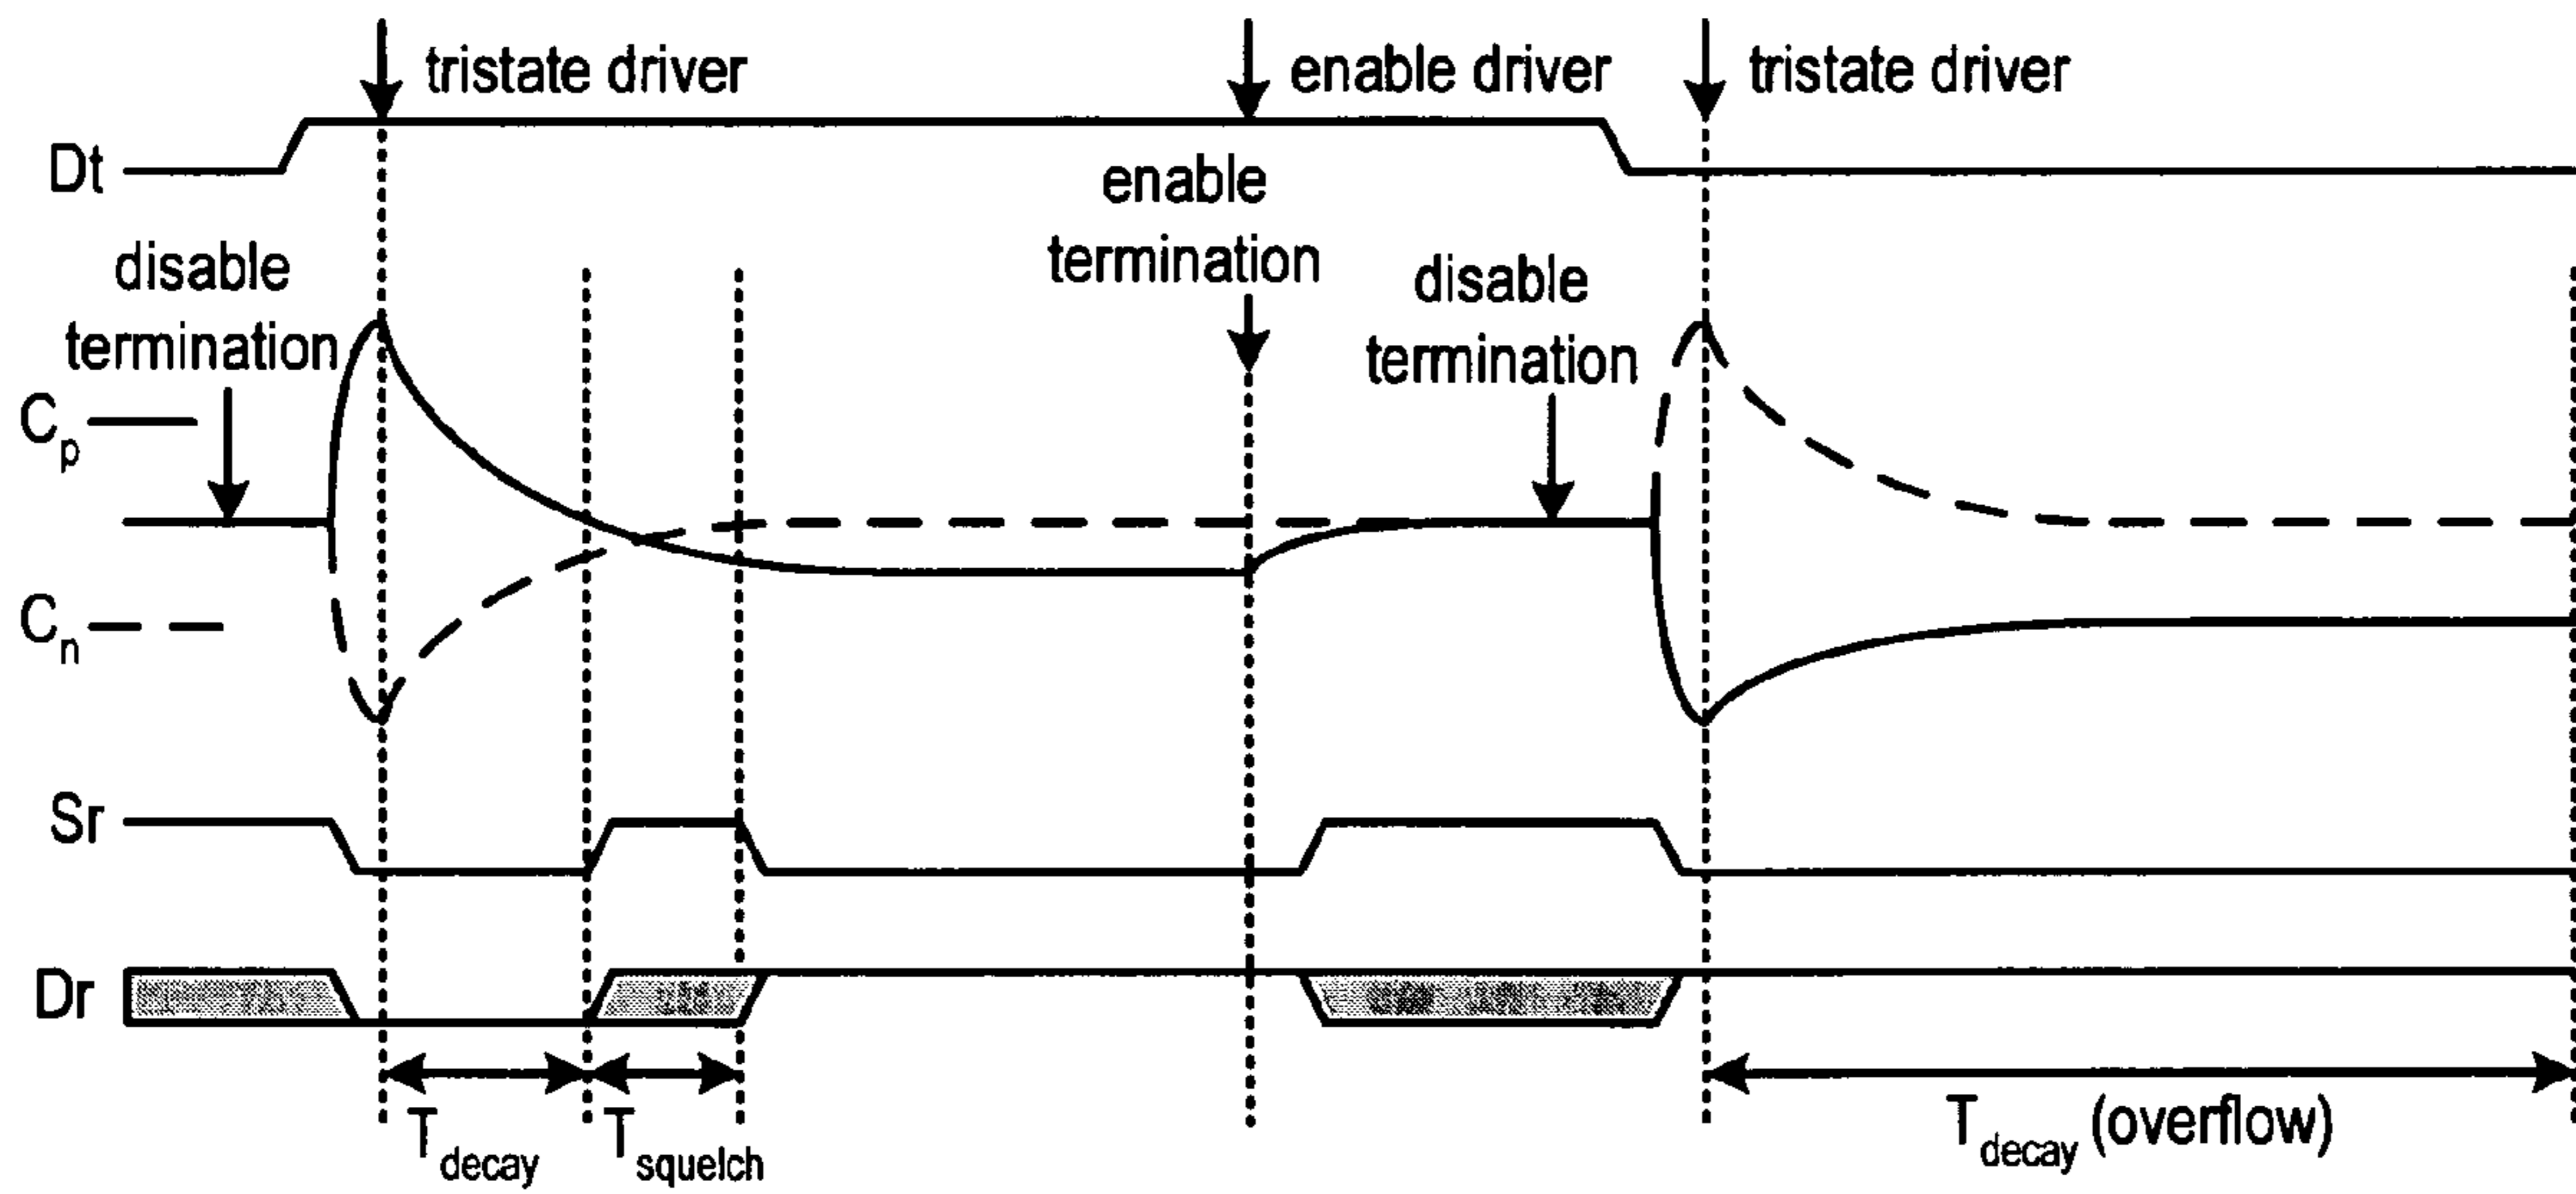 tristate driver
enable driver
tristate driver
Dt
enable
termination
disable
termination
disable
termination
Cp
Cn
Sr
Dr
Tdecay
Tsquelch
Tdecay (overflow)